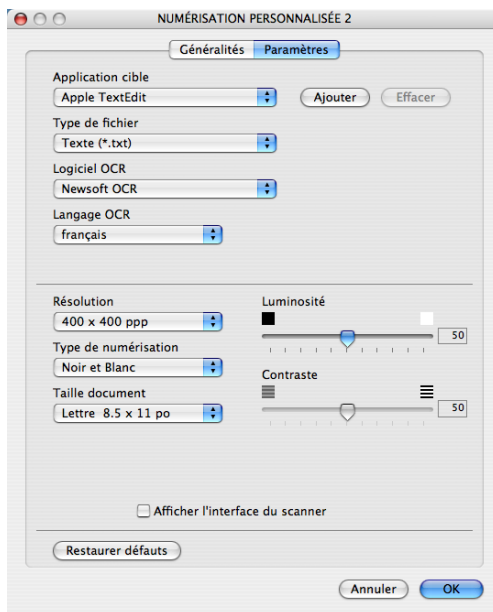 NUMÉRISATION PERSONNALISÉE 2
Généralités Paramètres
Application cible
Apple TextEdit Ajouter Effacer
Type de fichier
Texte (*.txt)
Logiciel OCR
Newsoft OCR
Langage OCR
français
Résolution Luminosité
400 x 400 ppp
50
Type de numérisation
Noir et Blanc
Contraste
Taille document
Lettre 8.5 x 11 po 50
Afficher l'interface du scanner
Restaurer défauts
Annuler OK